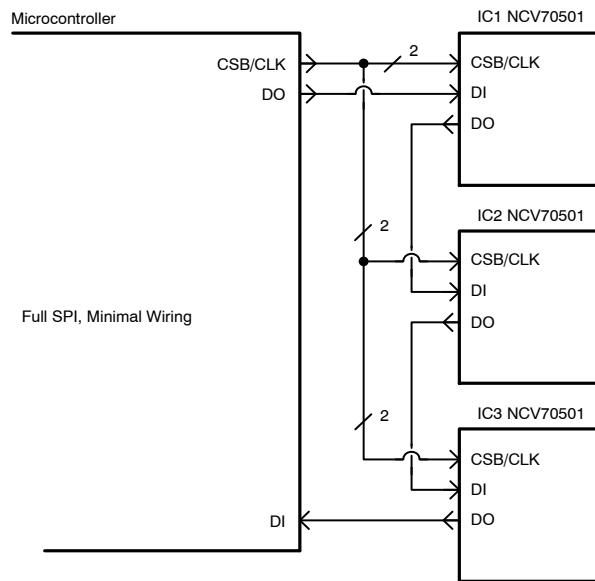 Microcontroller
IC1 NCV70501
CSB/CLK
2
CSB/CLK
DO
DI
DO
IC2 NCV70501
2
CSB/CLK
DI
Full SPI, Minimal Wiring
DO
IC3 NCV70501
2
CSB/CLK
DI
DI
DO